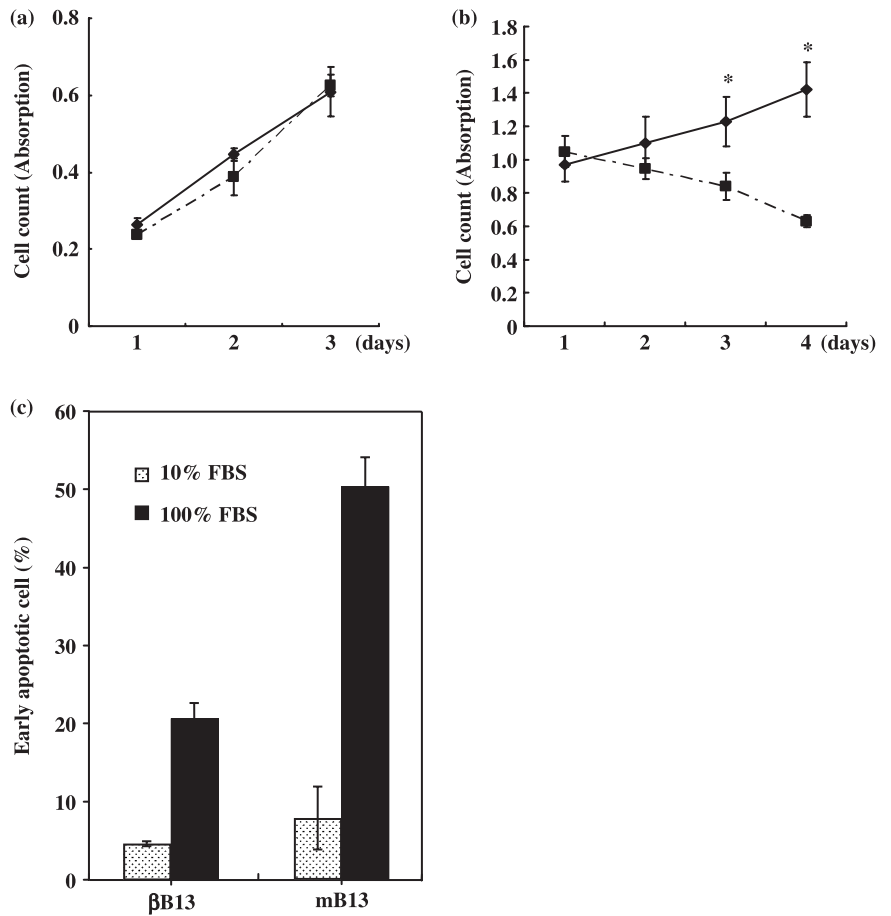 (a)
0.8
0.6
0.4
0.2
0
Cell count (Absorption)
1 2 3 (days)
(b)
1.8
1.6
1.4
1.2
1.0
0.8
0.6
0.4
0.2
0
Cell count (Absorption)
* *
1 2 3 4 (days)
(c)
60
50
40
30
20
10
0
Early apoptotic cell (%)
10% FBS
100% FBS
βB13 mB13